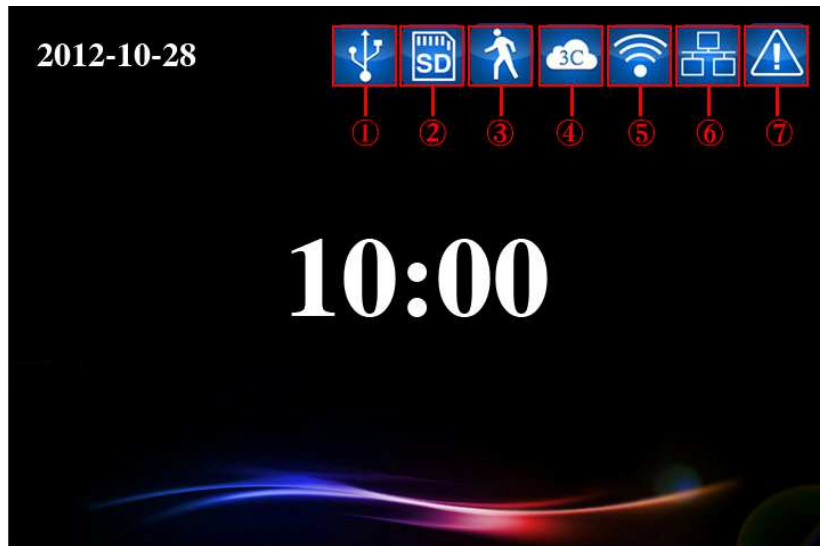 2012-10-28
SD
3C
① ② ③ ④ ⑤ ⑥ ⑦
10:00